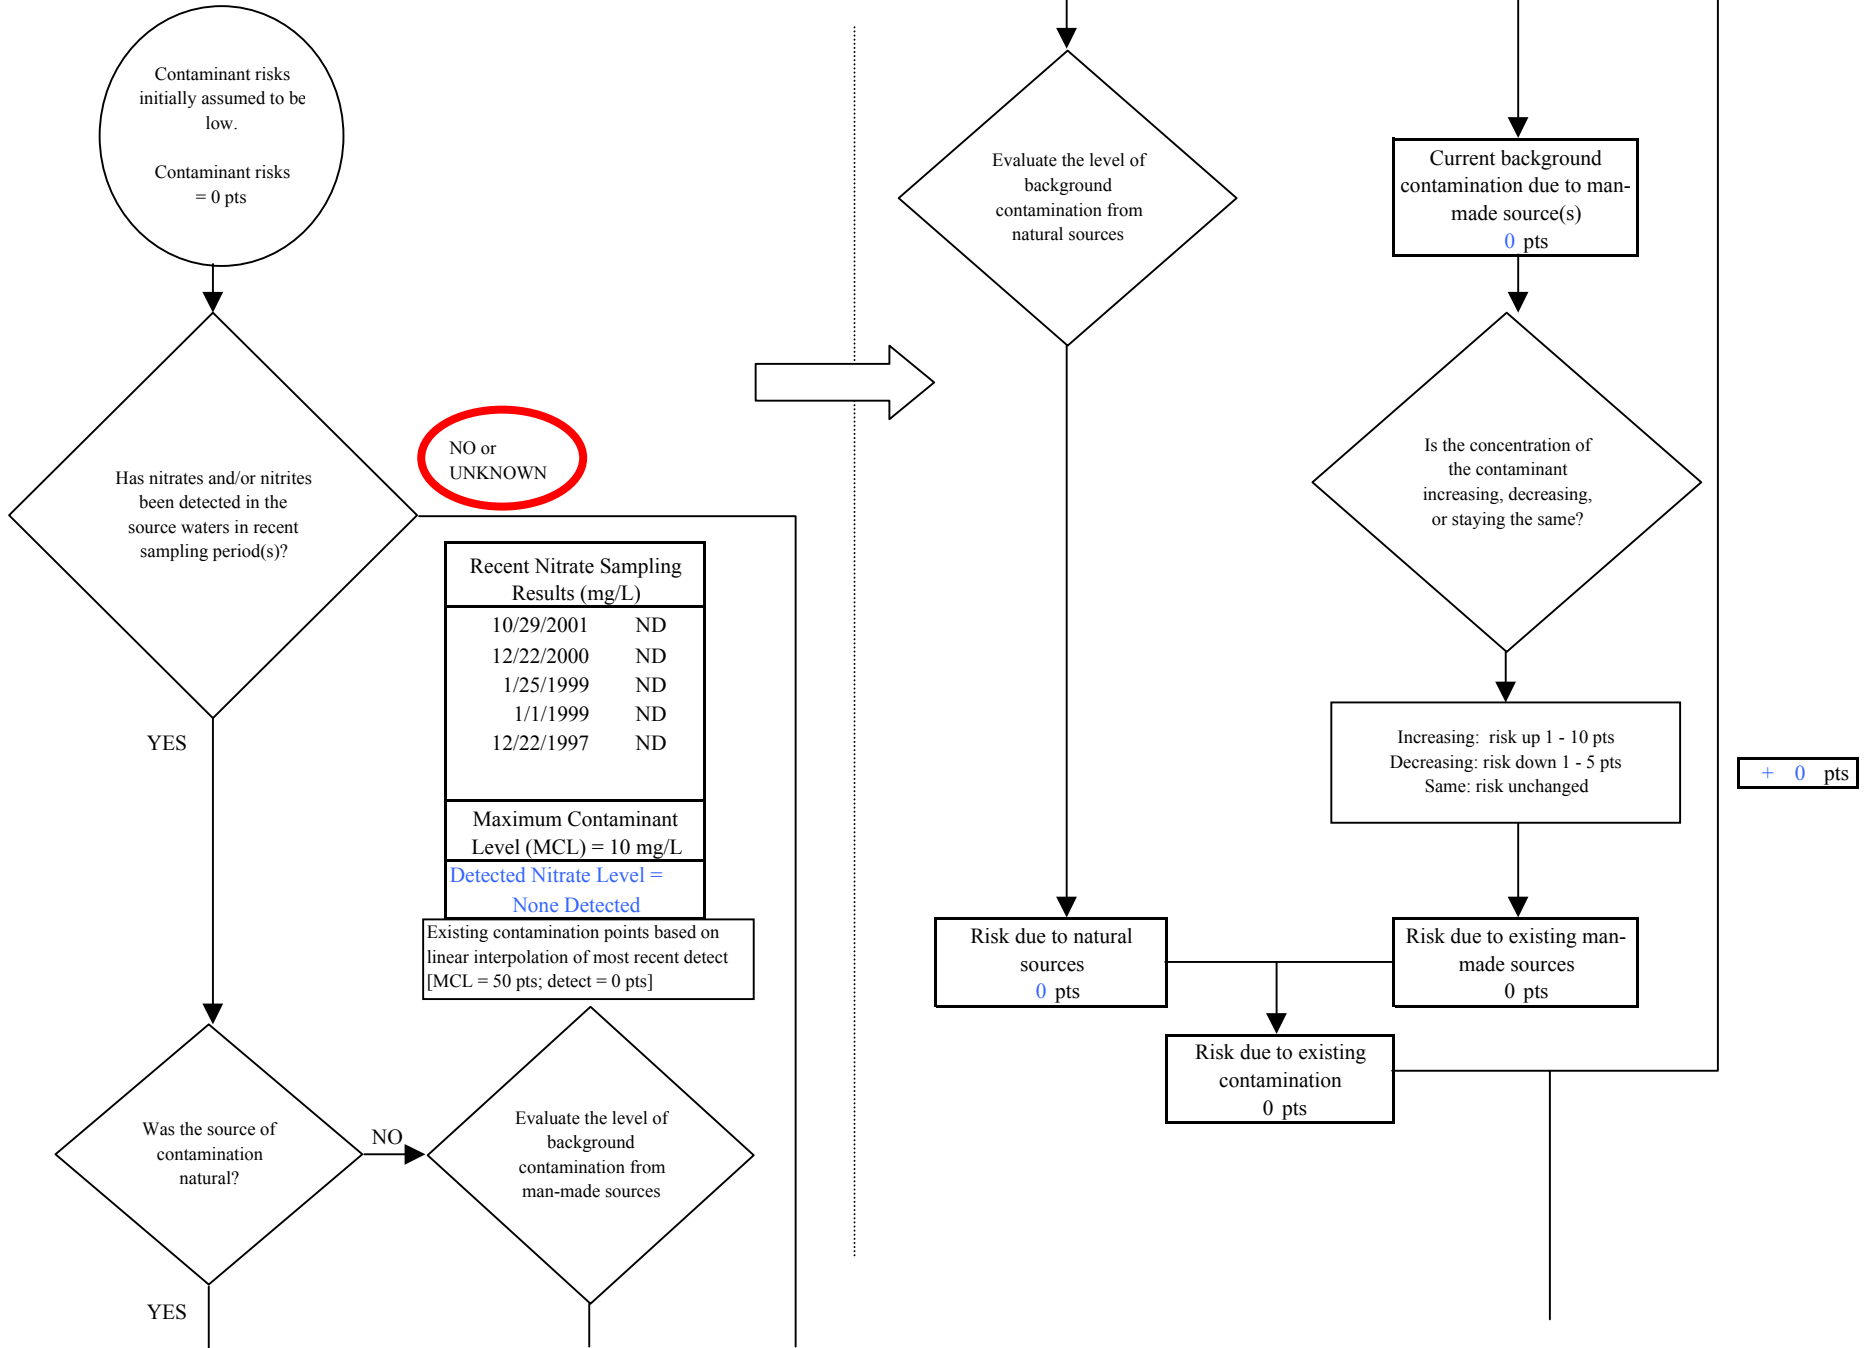 Contaminant risks
initially assumed to be
low.
Contaminant risks
= 0 pts
Has nitrates and/or nitrites
been detected in the
source waters in recent
sampling period(s)?
NO or
UNKNOWN
YES
Recent Nitrate Sampling
Results (mg/L)
10/29/2001 ND
12/22/2000 ND
1/25/1999 ND
1/1/1999 ND
12/22/1997 ND
Maximum Contaminant
Level (MCL) = 10 mg/L
Detected Nitrate Level =
None Detected
Existing contamination points based on
linear interpolation of most recent detect
[MCL = 50 pts; detect = 0 pts]
Was the source of
contamination
natural?
NO
YES
Evaluate the level of
background
contamination from
man-made sources
Evaluate the level of
background
contamination from
natural sources
Current background
contamination due to man-
made source(s)
0 pts
Is the concentration of
the contaminant
increasing, decreasing,
or staying the same?
Increasing: risk up 1 - 10 pts
Decreasing: risk down 1 - 5 pts
Same: risk unchanged
+ 0 pts
Risk due to natural
sources
0 pts
Risk due to existing man-
made sources
0 pts
Risk due to existing
contamination
0 pts